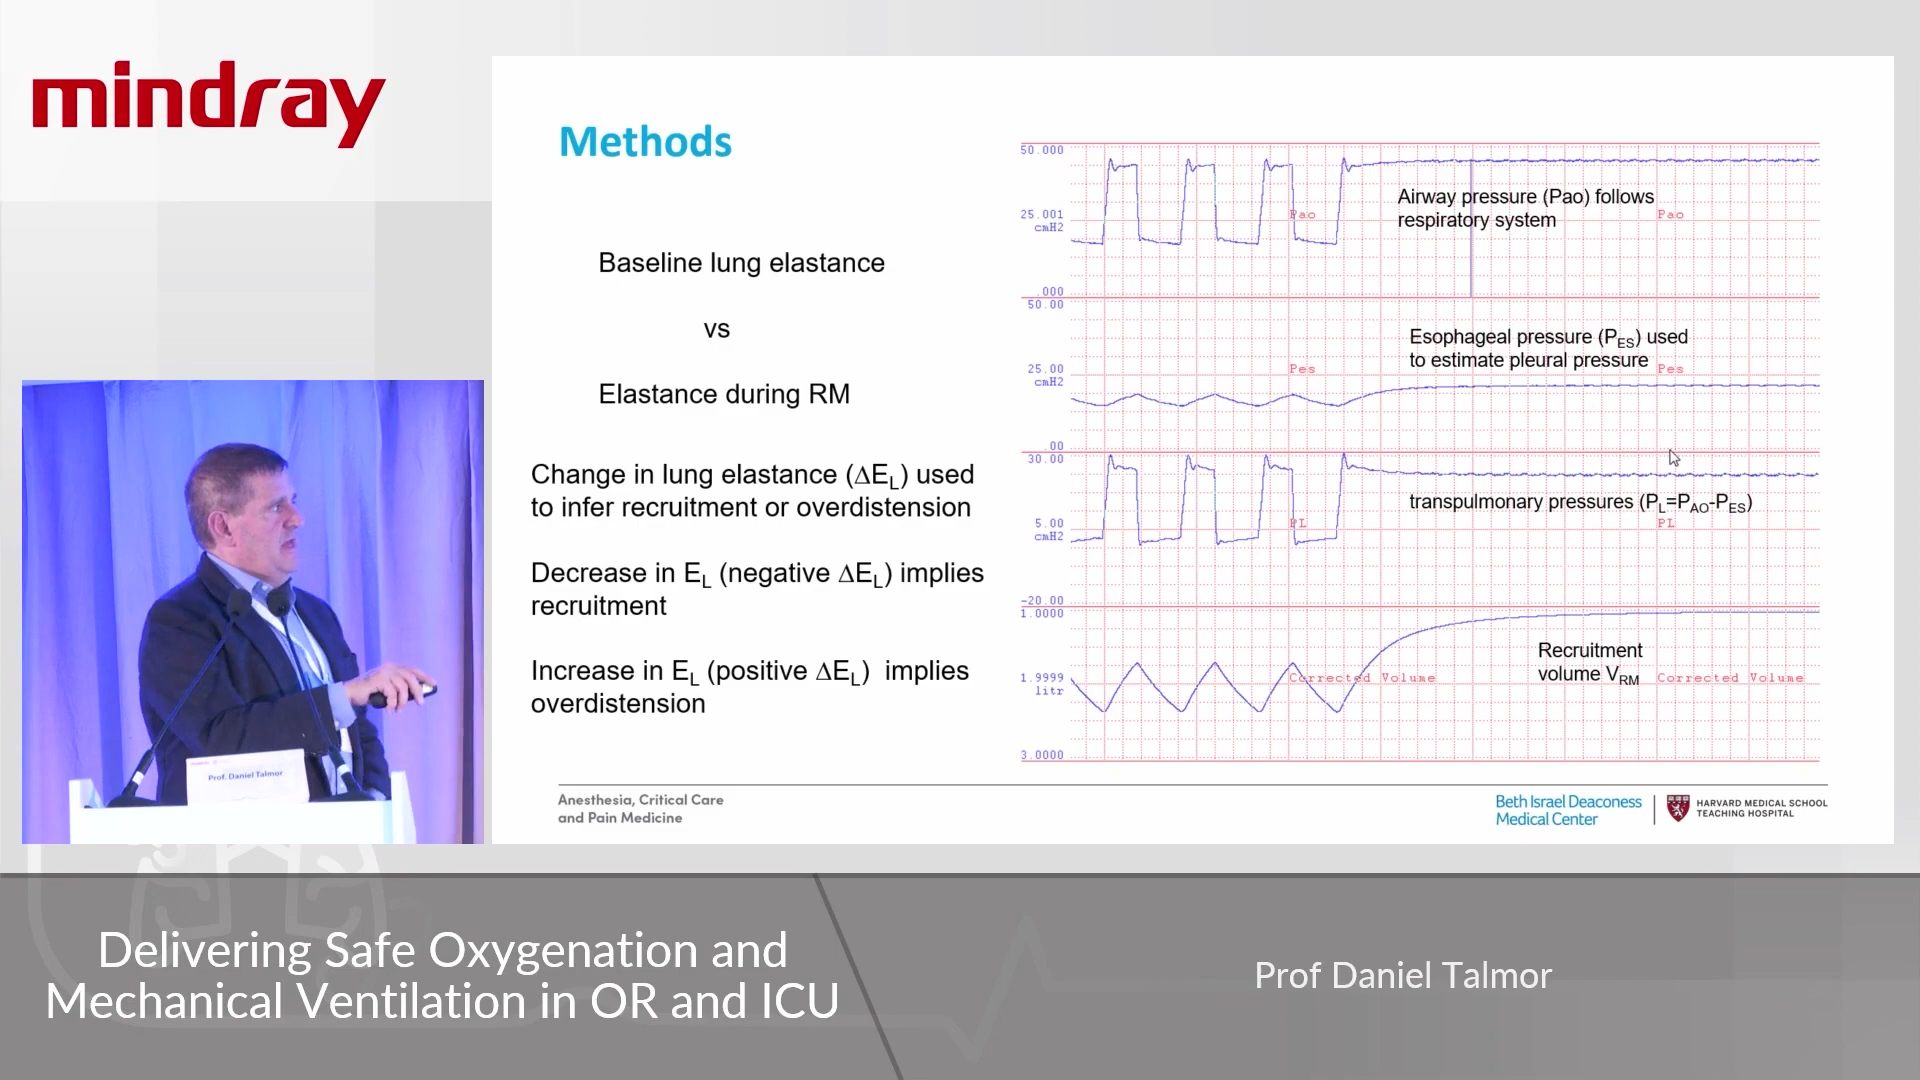 mindray
Methods
Baseline lung elastance
vs
Elastance during RM
Change in lung elastance (ΔEL) used
to infer recruitment or overdistension
Decrease in EL (negative ΔEL) implies
recruitment
Increase in EL (positive ΔEL) implies
overdistension
50.000
25.001
cmH2
.000
Pao
Pao
Airway pressure (Pao) follows
respiratory system
50.00
25.00
cmH2
.00
Pes
Pes
Esophageal pressure (PES) used
to estimate pleural pressure
30.00
5.00
cmH2
-20.00
PL
PL
transpulmonary pressures (PL=PAO-PES)
1.0000
1.9999
litr
3.0000
Corrected Volume
Corrected Volume
Recruitment
volume VRM
Anesthesia, Critical Care
and Pain Medicine
Beth Israel Deaconess
Medical Center
HARVARD MEDICAL SCHOOL
TEACHING HOSPITAL
Prof. Daniel Talmor
Delivering Safe Oxygenation and
Mechanical Ventilation in OR and ICU
Prof Daniel Talmor